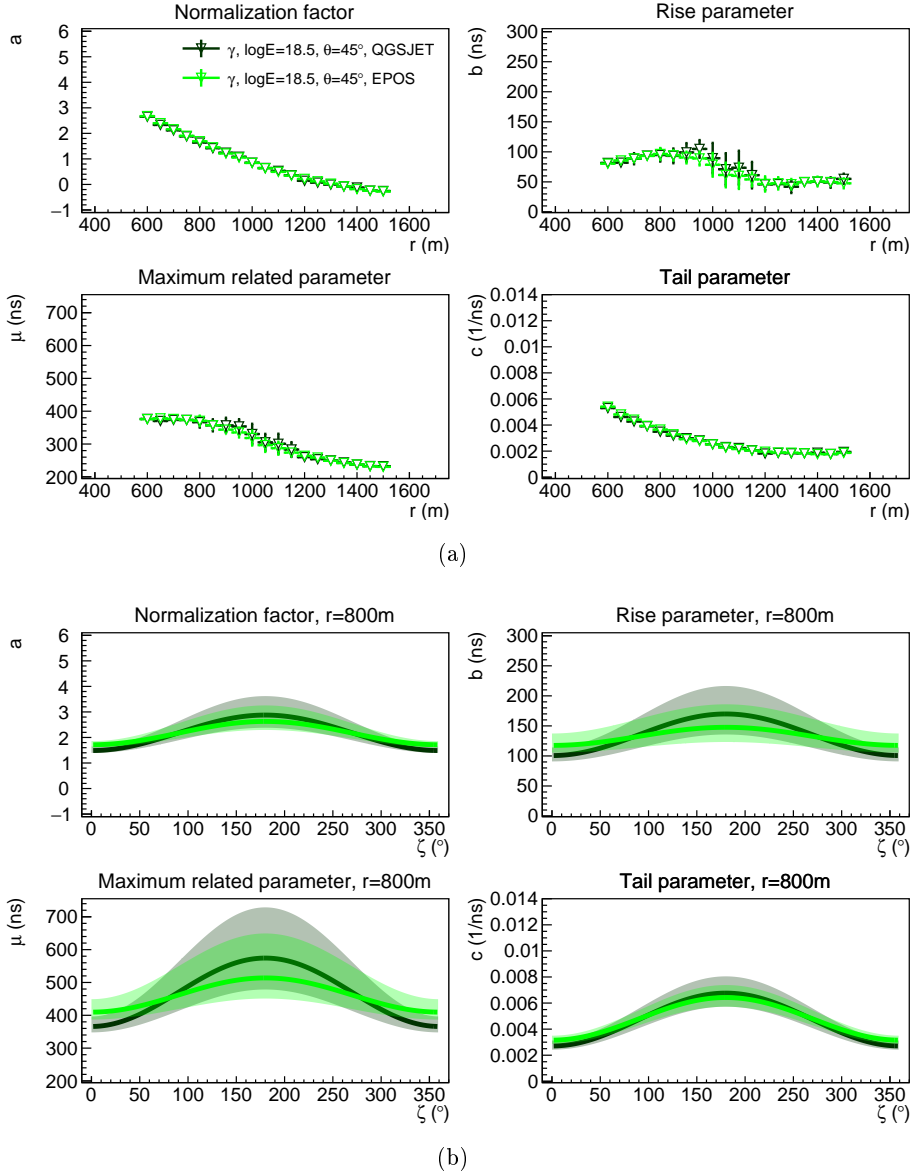 Normalization factor
a
6
5
4
3
2
1
0
−1
γ, logE=18.5, θ=45°, QGSJET
γ, logE=18.5, θ=45°, EPOS
400 600 800 1000 1200 1400 1600
r (m)
Rise parameter
b (ns)
300
250
200
150
100
50
0
400 600 800 1000 1200 1400 1600
r (m)
Maximum related parameter
μ (ns)
700
600
500
400
300
200
400 600 800 1000 1200 1400 1600
r (m)
Tail parameter
c (1/ns)
0.014
0.012
0.01
0.008
0.006
0.004
0.002
0
400 600 800 1000 1200 1400 1600
r (m)
(a)
Normalization factor, r=800m
a
6
5
4
3
2
1
0
−1
0 50 100 150 200 250 300 350
ζ (°)
Rise parameter, r=800m
b (ns)
300
250
200
150
100
50
0
0 50 100 150 200 250 300 350
ζ (°)
Maximum related parameter, r=800m
μ (ns)
700
600
500
400
300
200
0 50 100 150 200 250 300 350
ζ (°)
Tail parameter, r=800m
c (1/ns)
0.014
0.012
0.01
0.008
0.006
0.004
0.002
0
0 50 100 150 200 250 300 350
ζ (°)
(b)